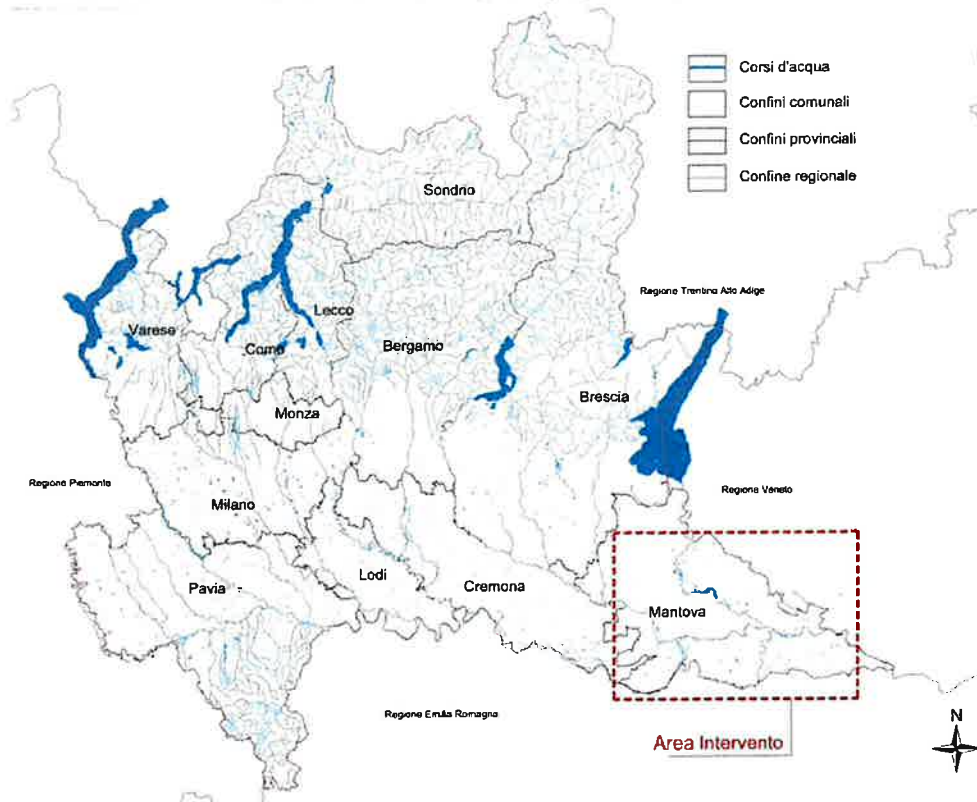 Corsi d'acqua
Confini comunali
Confini provinciali
Confine regionale
Sondrio
Regione Trentino Alto Adige
Lecco
Varese
Como
Bergamo
Brescia
Monza
Regione Piemonte
Regione Veneto
Milano
Lodi
Pavia
Cremona
Mantova
Regione Emilia Romagna
Area Intervento
N